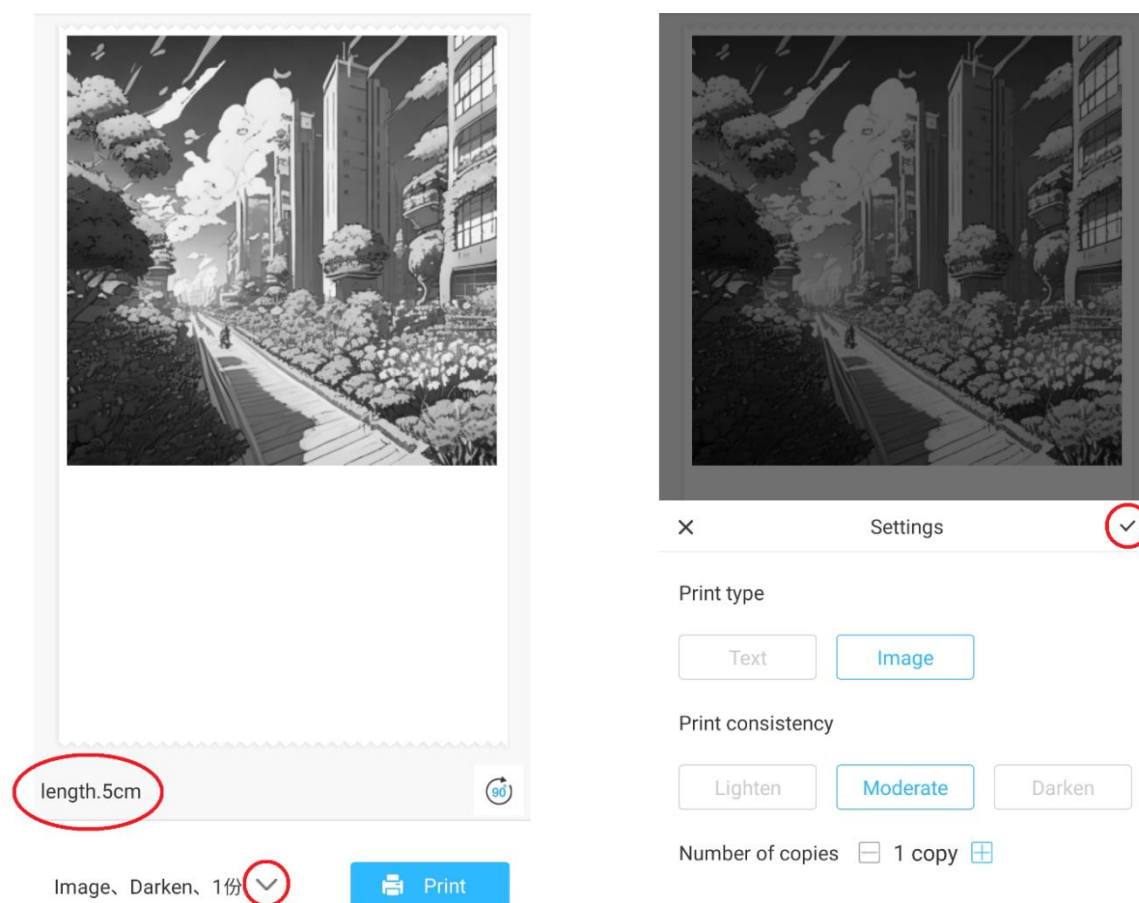 length.5cm
90
Image、Darken、1份
Print
Settings
Print type
Text Image
Print consistency
Lighten Moderate Darken
Number of copies 1 copy